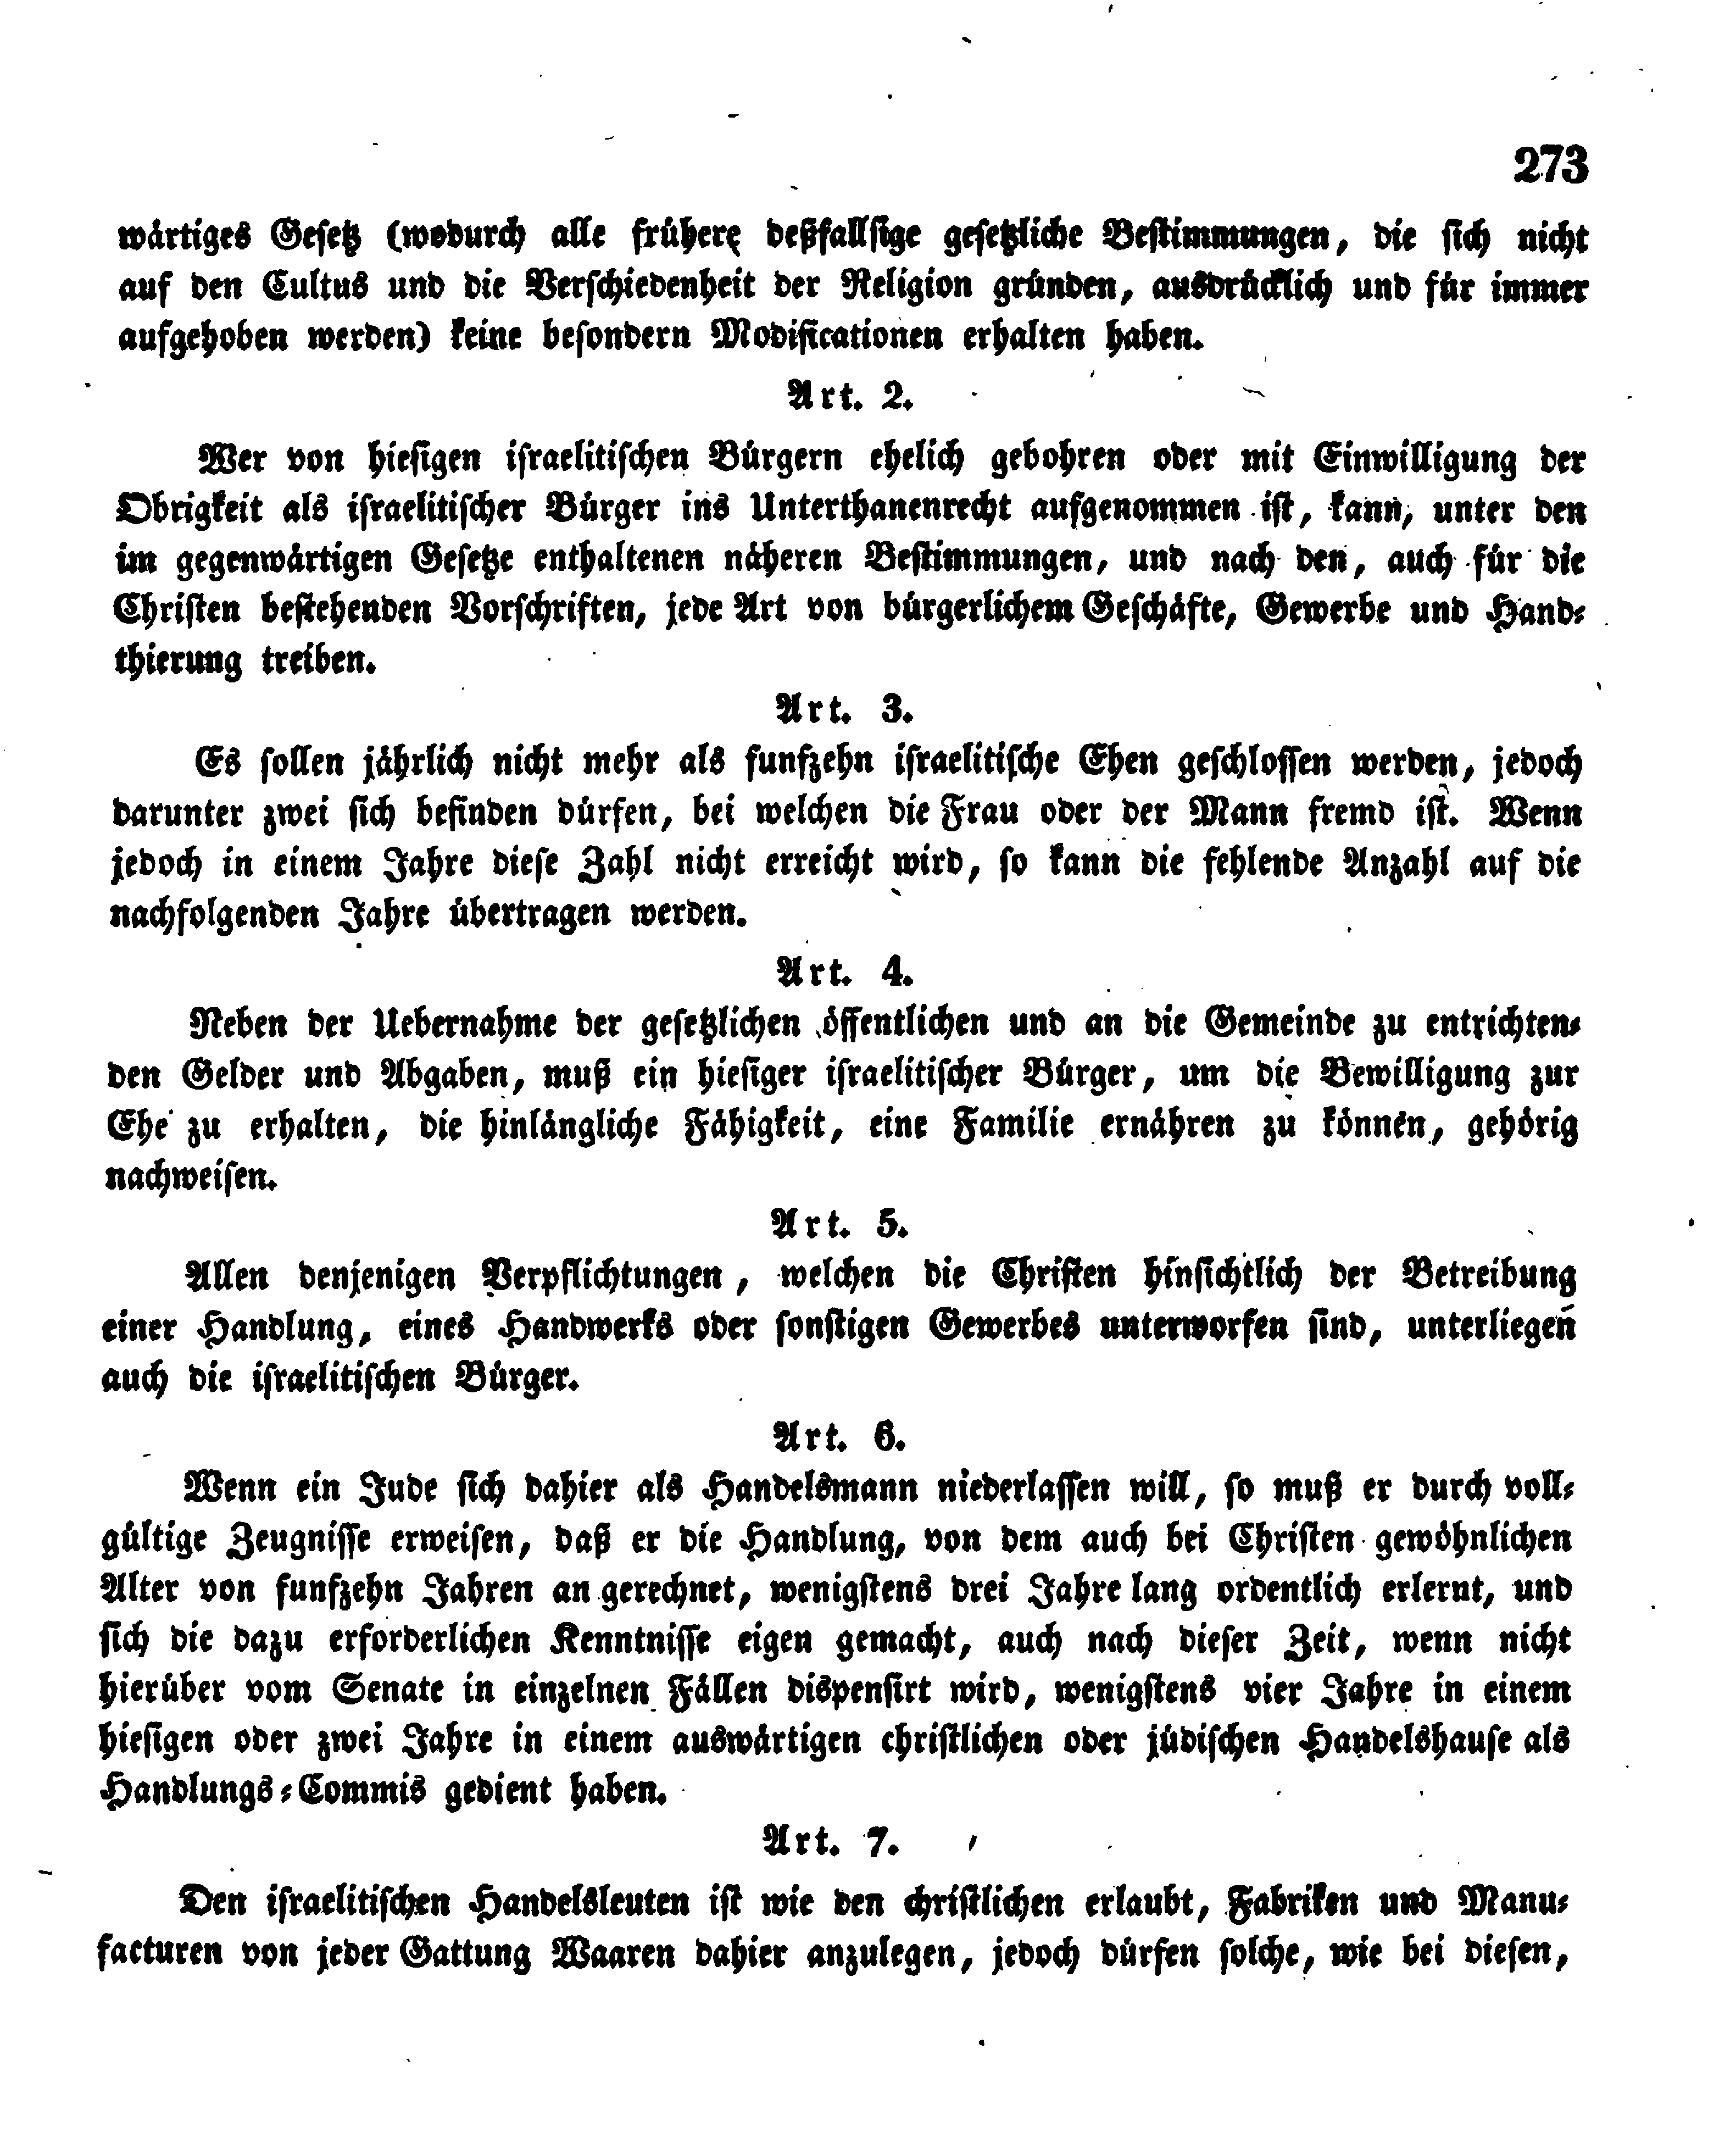 273
wärtiges Gesetz (wodurch alle frühere deßfallsige gesetzliche Bestimmungen, die sich nicht
auf den Cultus und die Verschiedenheit der Religion gründen, ausdrücklich und für immer
aufgehoben werden) keine besondern Modificationen erhalten haben.
Art. 2.
Wer von hiesigen israelitischen Bürgern ehelich gebohren oder mit Einwilligung der
Obrigkeit als israelitischer Bürger ins Unterthanenrecht aufgenommen ist, kann, unter den
im gegenwärtigen Gesetze enthaltenen näheren Bestimmungen, und nach den, auch für die
Christen bestehenden Vorschriften, jede Art von bürgerlichem Geschäfte, Gewerbe und Hand-
thierung treiben.
Art. 3.
Es sollen jährlich nicht mehr als funfzehn israelitische Ehen geschlossen werden, jedoch
darunter zwei sich befinden dürfen, bei welchen die Frau oder der Mann fremd ist. Wenn
jedoch in einem Jahre diese Zahl nicht erreicht wird, so kann die fehlende Anzahl auf die
nachfolgenden Jahre übertragen werden.
Art. 4.
Neben der Uebernahme der gesetzlichen öffentlichen und an die Gemeinde zu entrichten-
den Gelder und Abgaben, muß ein hiesiger israelitischer Bürger, um die Bewilligung zur
Ehe zu erhalten, die hinlängliche Fähigkeit, eine Familie ernähren zu können, gehörig
nachweisen.
Art. 5.
Allen denjenigen Verpflichtungen, welchen die Christen hinsichtlich der Betreibung
einer Handlung, eines Handwerks oder sonstigen Gewerbes unterworfen sind, unterliegen
auch die israelitischen Bürger.
Art. 6.
Wenn ein Jude sich dahier als Handelsmann niederlassen will, so muß er durch voll-
gültige Zeugnisse erweisen, daß er die Handlung, von dem auch bei Christen gewöhnlichen
Alter von funfzehn Jahren an gerechnet, wenigstens drei Jahre lang ordentlich erlernt, und
sich die dazu erforderlichen Kenntnisse eigen gemacht, auch nach dieser Zeit, wenn nicht
hierüber vom Senate in einzelnen Fällen dispensirt wird, wenigstens vier Jahre in einem
hiesigen oder zwei Jahre in einem auswärtigen christlichen oder jüdischen Handelshause als
Handlungs-Commis gedient haben.
Art. 7.
Den israelitischen Handelsleuten ist wie den christlichen erlaubt, Fabriken und Manu-
facturen von jeder Gattung Waaren dahier anzulegen, jedoch dürfen solche, wie bei diesen,